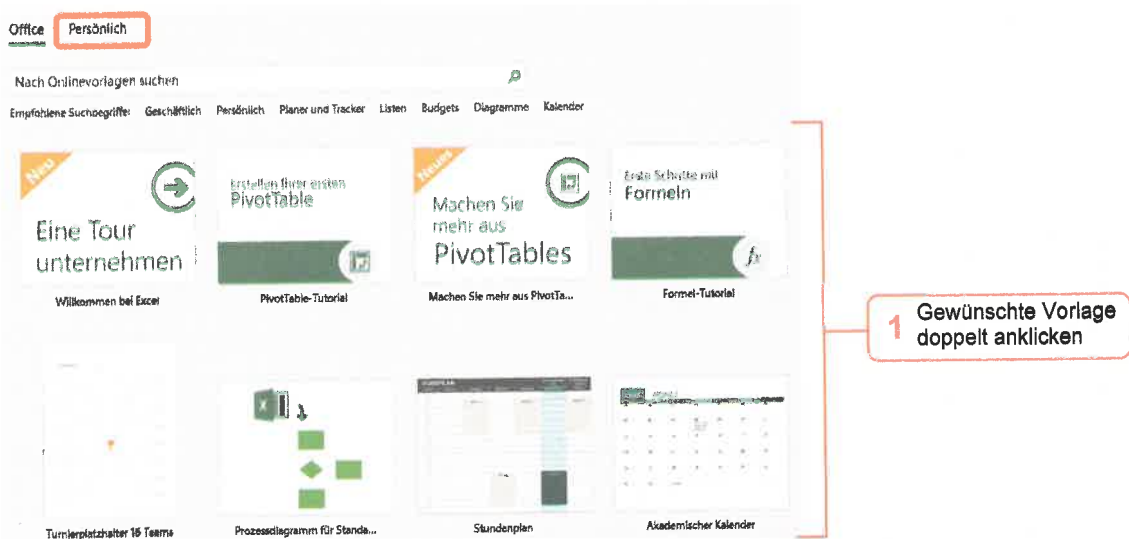 Office Persönlich
Nach Onlinevorlagen suchen
Empfohlene Suchbegriffe: Geschäftlich Persönlich Planer und Tracker Listen Budgets Diagramme Kalender
Neu
Eine Tour
unternehmen
Willkommen bei Excel
Erstellen Ihrer ersten
PivotTable
PivotTable-Tutorial
Neues
Machen Sie
mehr aus
PivotTables
Machen Sie mehr aus PivotTa...
Erste Schritte mit
Formeln
fx
Formel-Tutorial
1 Gewünschte Vorlage
doppelt anklicken
Turnierplatzhalter 16 Teams
X
Prozessdiagramm für Standa...
Stundenplan
Akademischer Kalender